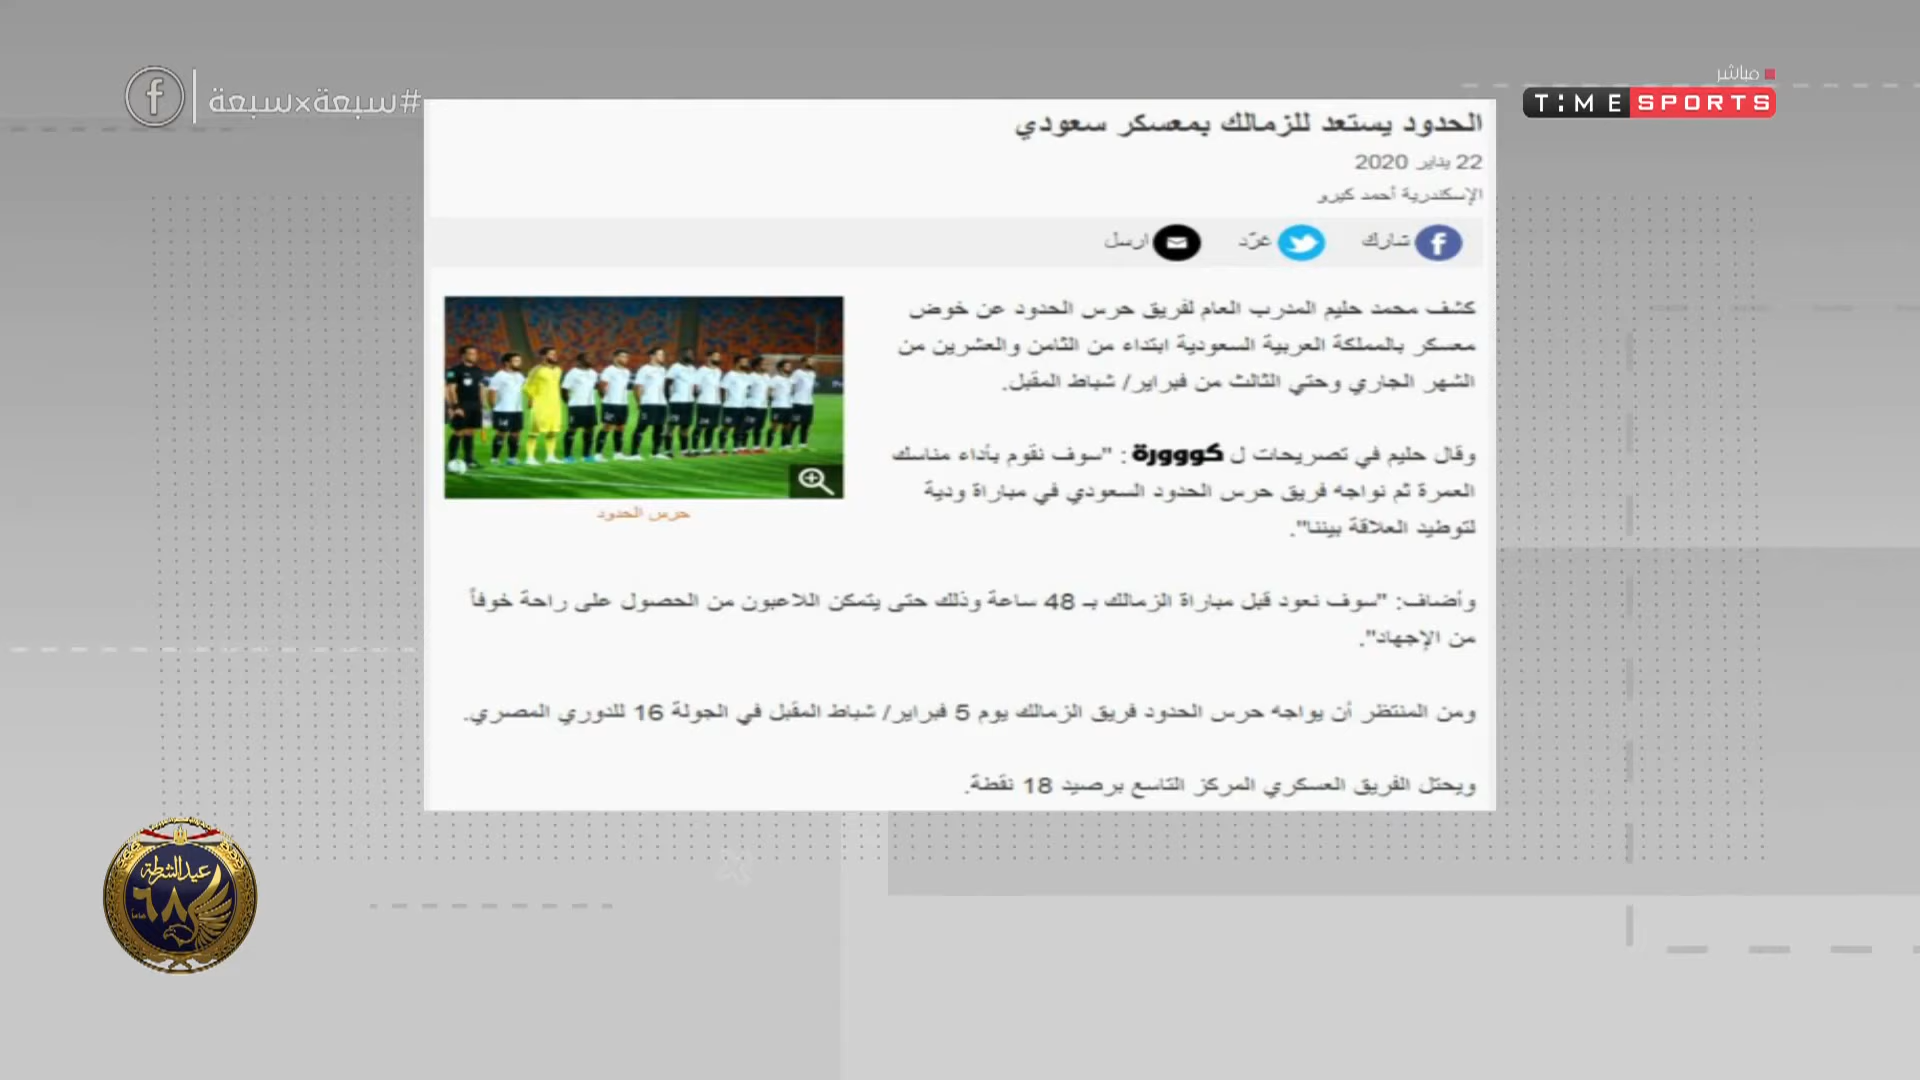 #سبعة×سبعة
مباشر
TIME SPORTS
الحدود يستعد للزمالك بمعسكر سعودي
22 يناير 2020
الإسكندرية أحمد كيرو
شارك
غرّد
ارسل
كشف محمد حليم المدرب العام لفريق حرس الحدود عن خوض
معسكر بالمملكة العربية السعودية ابتداء من الثامن والعشرين من
الشهر الجاري وحتي الثالث من فبراير/ شباط المقبل.
وقال حليم في تصريحات ل كووورة : "سوف نقوم بأداء مناسك
العمرة ثم نواجه فريق حرس الحدود السعودي في مباراة ودية
لتوطيد العلاقة بيننا".
حرس الحدود
وأضاف: "سوف نعود قبل مباراة الزمالك بـ 48 ساعة وذلك حتى يتمكن اللاعبون من الحصول على راحة خوفاً
من الإجهاد".
ومن المنتظر أن يواجه حرس الحدود فريق الزمالك يوم 5 فبراير/ شباط المقبل في الجولة 16 للدوري المصري.
ويحتل الفريق العسكري المركز التاسع برصيد 18 نقطة.
عيد الشرطة
٦٨
عاماً